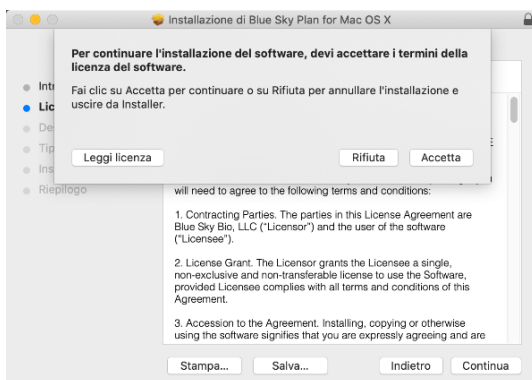 Installazione di Blue Sky Plan for Mac OS X
Per continuare l'installazione del software, devi accettare i termini della
licenza del software.
Fai clic su Accetta per continuare o su Rifiuta per annullare l'installazione e
uscire da Installer.
Leggi licenza
Rifiuta
Accetta
Riepilogo
will need to agree to the following terms and conditions:
1. Contracting Parties. The parties in this License Agreement are
Blue Sky Bio, LLC ("Licensor") and the user of the software
("Licensee").
2. License Grant. The Licensor grants the Licensee a single,
non-exclusive and non-transferable license to use the Software,
provided Licensee complies with all terms and conditions of this
Agreement.
3. Accession to the Agreement. Installing, copying or otherwise
using the software signifies that you are expressly agreeing and are
Stampa...
Salva...
Indietro
Continua